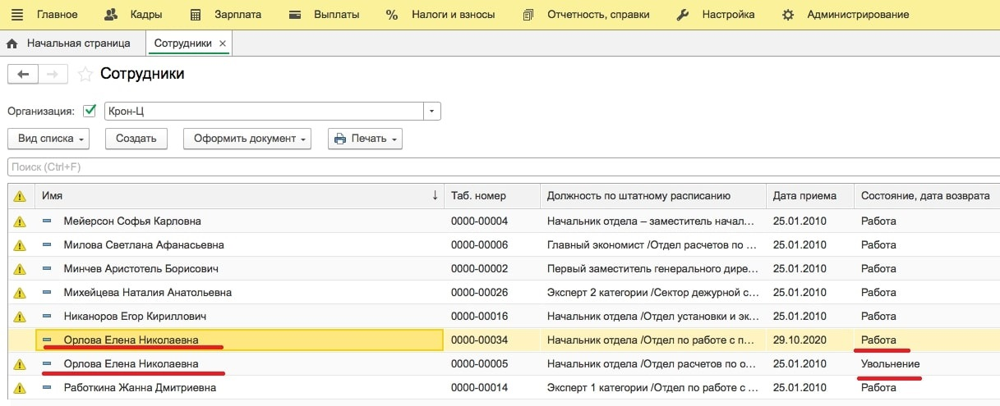 Главное Кадры Зарплата Выплаты % Налоги и взносы Отчетность, справки Настройка Администрирование
Начальная страница Сотрудники ×
Сотрудники
Организация: Крон-Ц
Вид списка Создать Оформить документ Печать
Поиск (Ctrl+F)
Имя ↓ Таб. номер Должность по штатному расписанию Дата приема Состояние, дата возврата
Мейерсон Софья Карловна 0000-00004 Начальник отдела – заместитель начал... 25.01.2010 Работа
Милова Светлана Афанасьевна 0000-00006 Главный экономист /Отдел расчетов по ... 25.01.2010 Работа
Минчев Аристотель Борисович 0000-00002 Первый заместитель генерального дире... 25.01.2010 Работа
Михейцева Наталия Анатольевна 0000-00026 Эксперт 2 категории /Сектор дежурной с... 25.01.2010 Работа
Никаноров Егор Кириллович 0000-00016 Начальник отдела /Отдел установки и эк... 25.01.2010 Работа
Орлова Елена Николаевна 0000-00034 Начальник отдела /Отдел по работе с п... 29.10.2020 Работа
Орлова Елена Николаевна 0000-00005 Начальник отдела /Отдел расчетов по о... 25.01.2010 Увольнение
Работкина Жанна Дмитриевна 0000-00014 Эксперт 1 категории /Отдел по работе с ... 25.01.2010 Работа